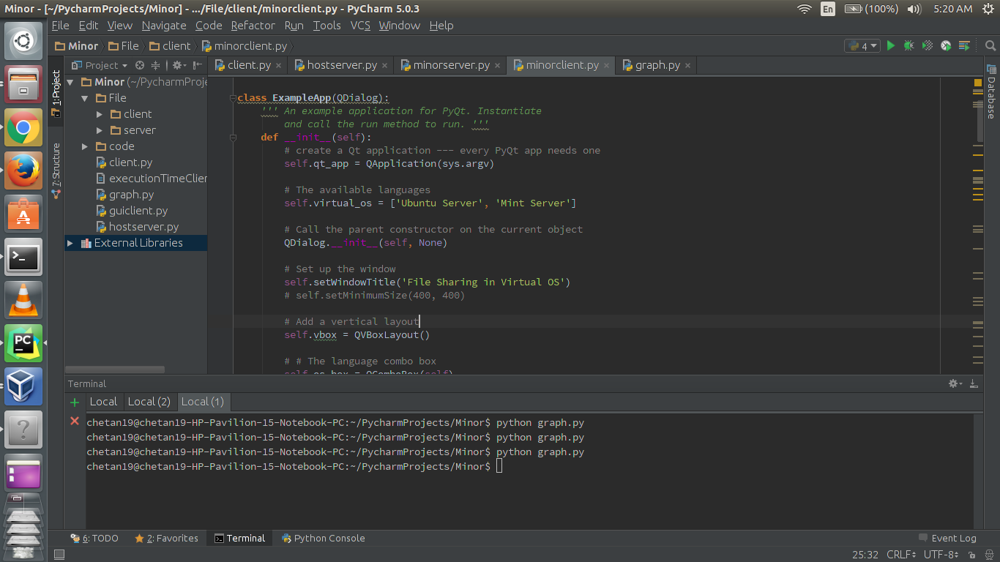 Minor - [~/PycharmProjects/Minor] - .../File/client/minorclient.py - PyCharm 5.0.3
En (100%) 5:20 AM
File Edit View Navigate Code Refactor Run Tools VCS Window Help
Minor File client minorclient.py
4
Project
client.py × hostserver.py × minorserver.py × minorclient.py × graph.py ×
1: Project
7: Structure
Database
Minor (~/PycharmProje
File
client
server
code
client.py
executionTimeClien
graph.py
guiclient.py
hostserver.py
External Libraries
class ExampleApp(QDialog):
''' An example application for PyQt. Instantiate
and call the run method to run. '''
def __init__(self):
# create a Qt application --- every PyQt app needs one
self.qt_app = QApplication(sys.argv)
# The available languages
self.virtual_os = ['Ubuntu Server', 'Mint Server']
# Call the parent constructor on the current object
QDialog.__init__(self, None)
# Set up the window
self.setWindowTitle('File Sharing in Virtual OS')
# self.setMinimumSize(400, 400)
# Add a vertical layout
self.vbox = QVBoxLayout()
# # The language combo box
self.os_box = QComboBox(self)
Terminal
Local Local (2) Local (1)
chetan19@chetan19-HP-Pavilion-15-Notebook-PC:~/PycharmProjects/Minor$ python graph.py
chetan19@chetan19-HP-Pavilion-15-Notebook-PC:~/PycharmProjects/Minor$ python graph.py
chetan19@chetan19-HP-Pavilion-15-Notebook-PC:~/PycharmProjects/Minor$ python graph.py
chetan19@chetan19-HP-Pavilion-15-Notebook-PC:~/PycharmProjects/Minor$
6: TODO 2: Favorites Terminal Python Console Event Log
25:32 CRLF UTF-8
PC